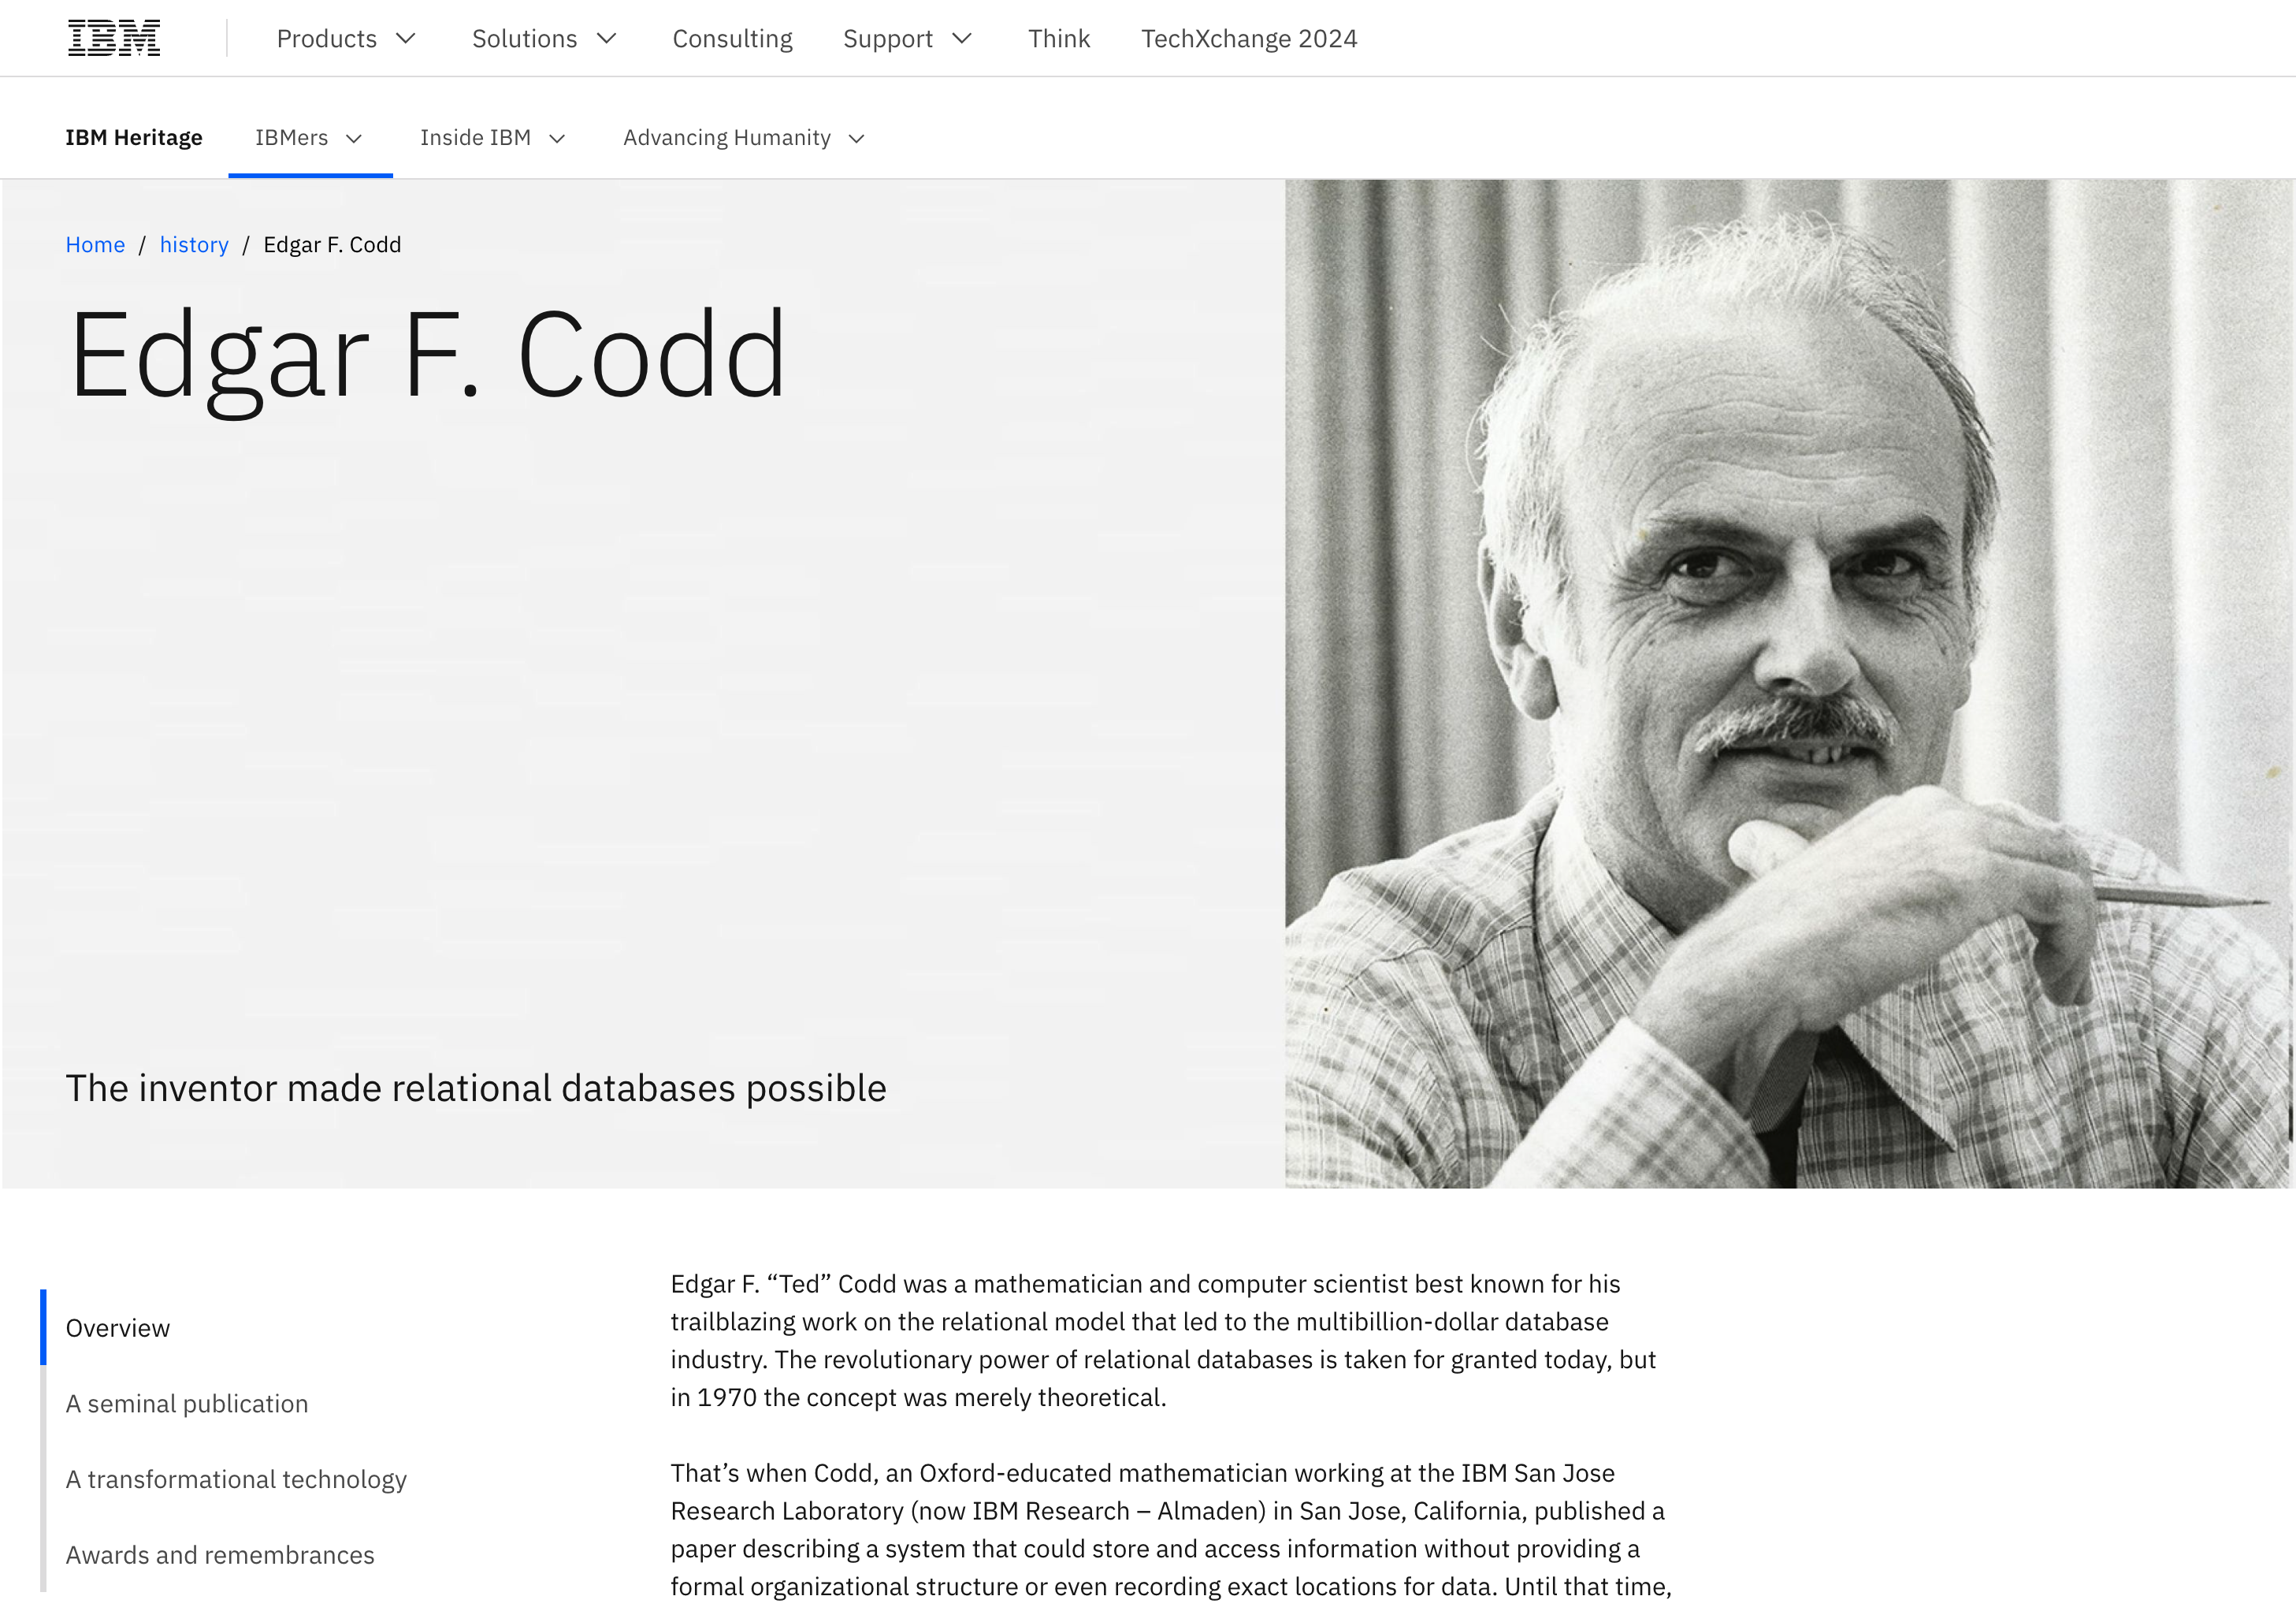 IBM
Products
Solutions
Consulting
Support
Think
TechXchange 2024
IBM Heritage
IBMers
Inside IBM
Advancing Humanity
Home / history / Edgar F. Codd
Edgar F. Codd
The inventor made relational databases possible
Overview
A seminal publication
A transformational technology
Awards and remembrances
Edgar F. “Ted” Codd was a mathematician and computer scientist best known for his
trailblazing work on the relational model that led to the multibillion-dollar database
industry. The revolutionary power of relational databases is taken for granted today, but
in 1970 the concept was merely theoretical.
That’s when Codd, an Oxford-educated mathematician working at the IBM San Jose
Research Laboratory (now IBM Research – Almaden) in San Jose, California, published a
paper describing a system that could store and access information without providing a
formal organizational structure or even recording exact locations for data. Until that time,